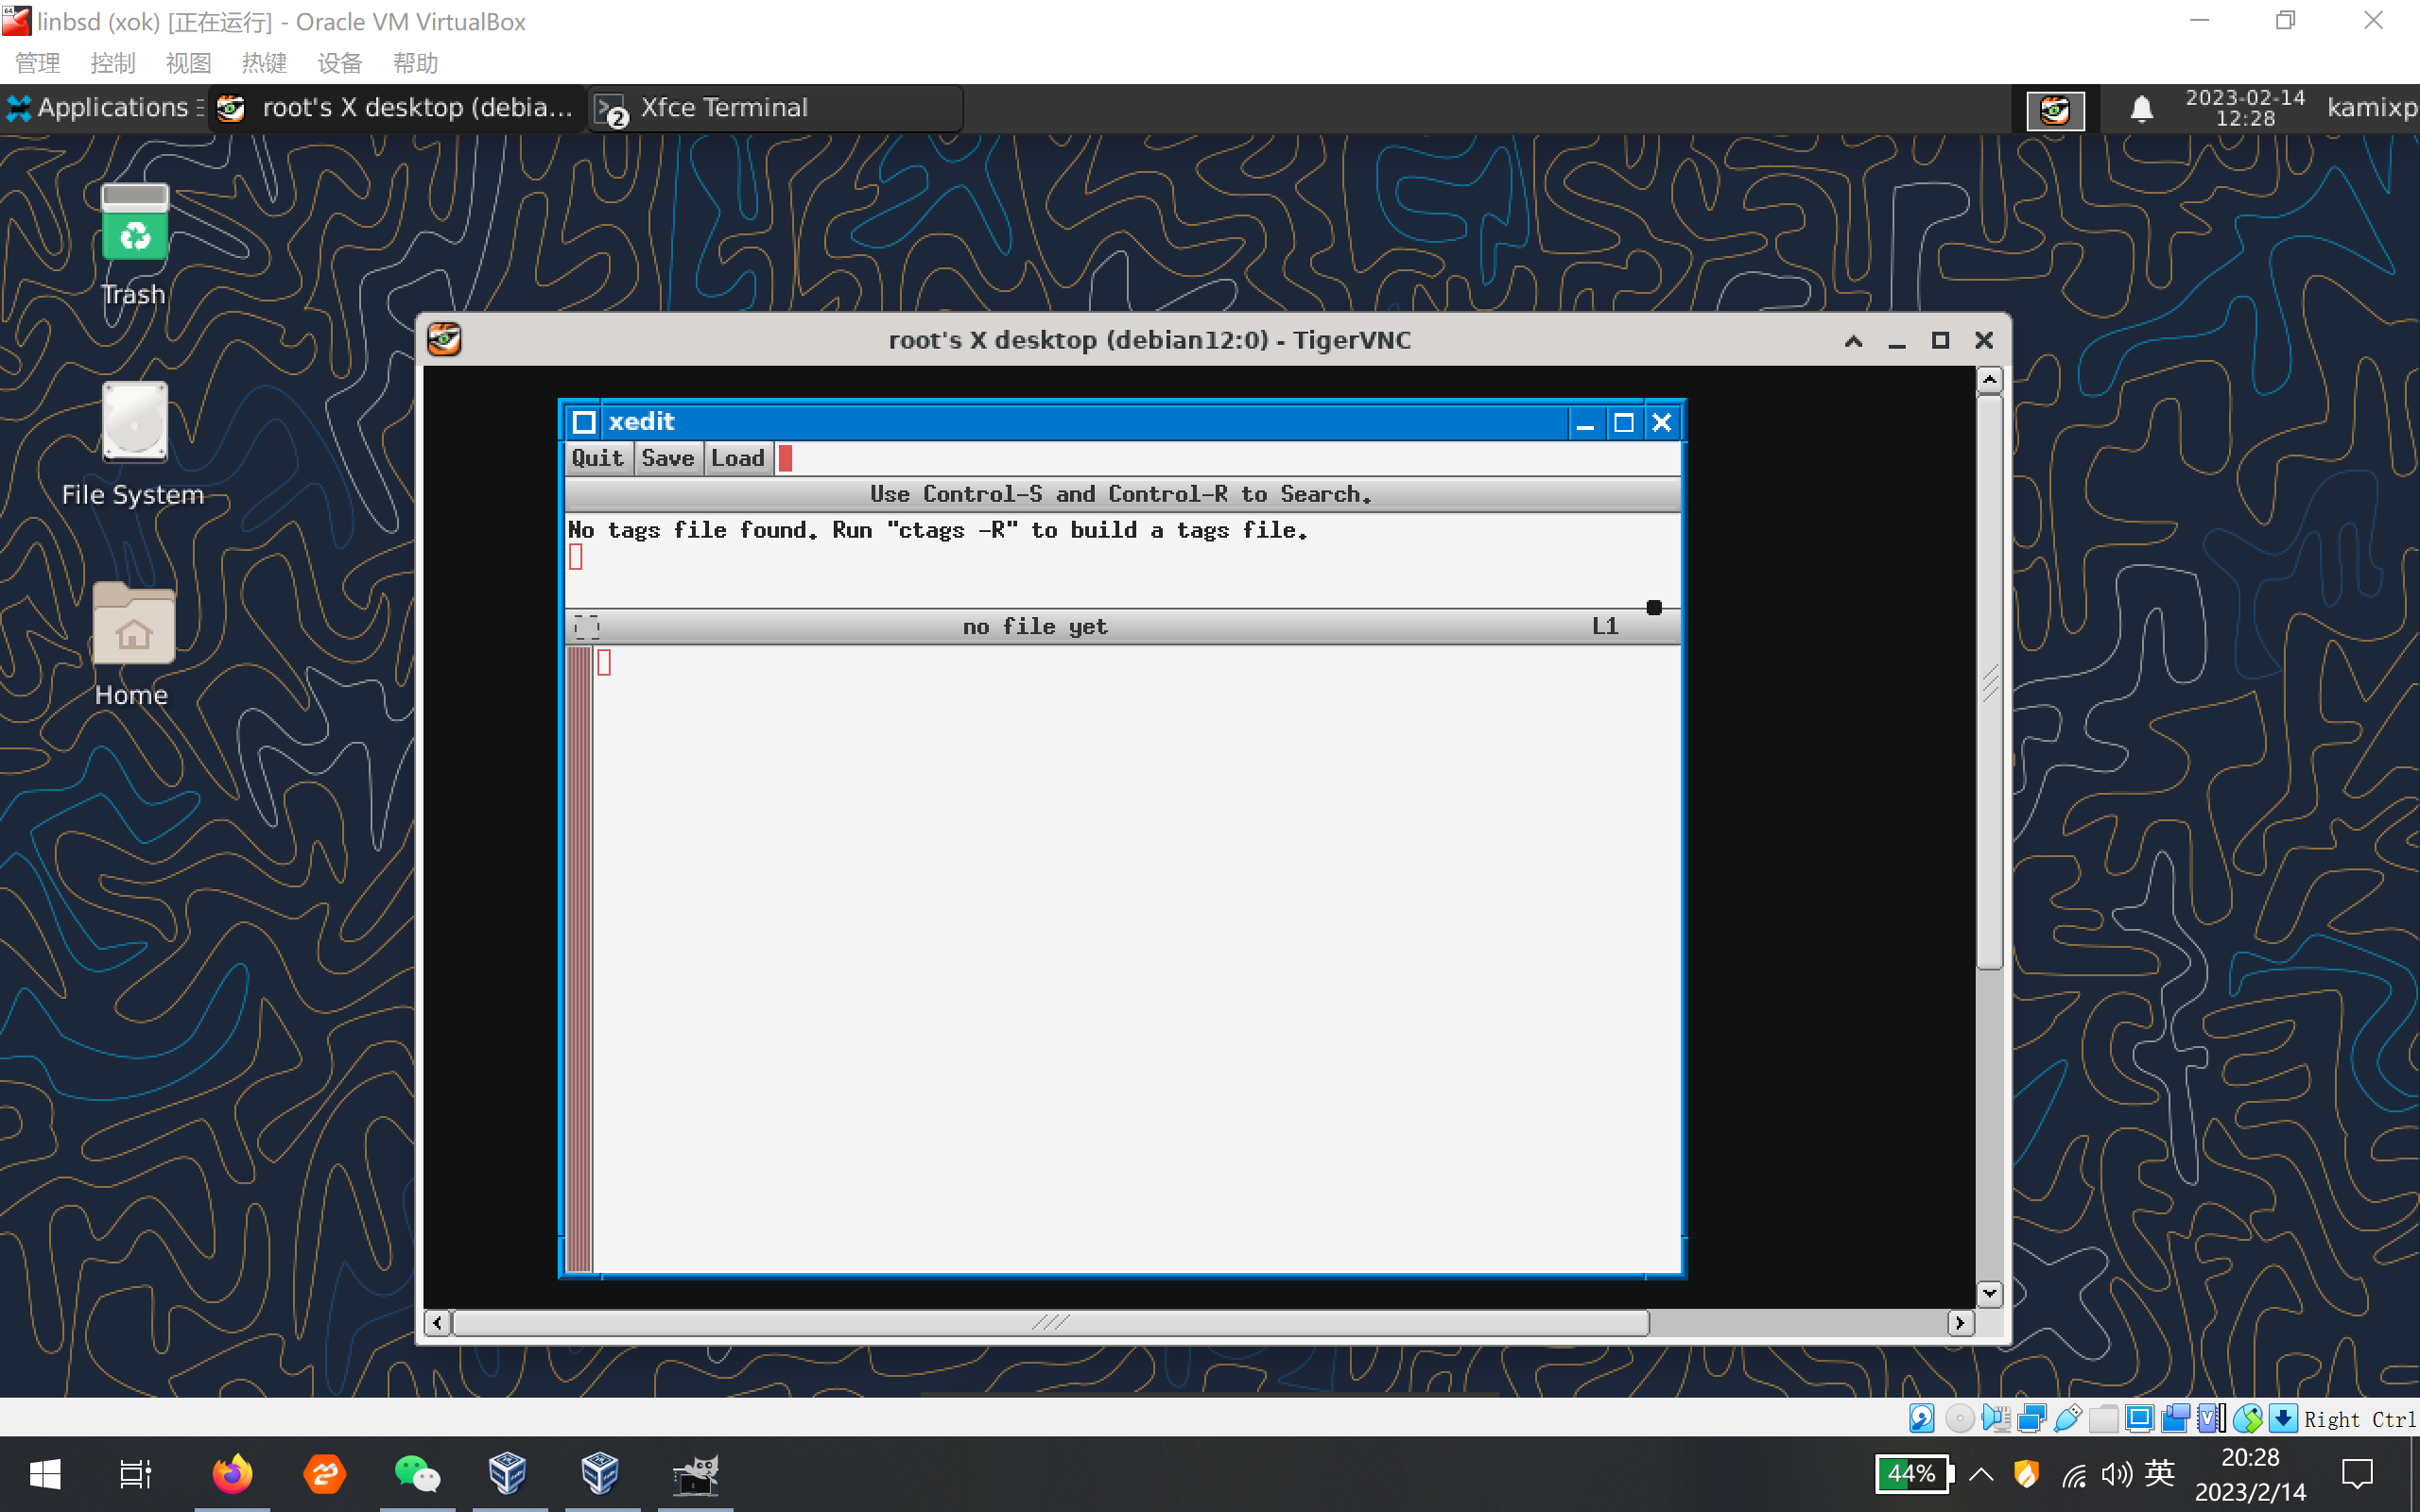 linbsd (xok) [正在运行] - Oracle VM VirtualBox
管理 控制 视图 热键 设备 帮助
Applications root's X desktop (debia... 2 Xfce Terminal 2023-02-14 kamixp
12:28
Trash
File System
Home
root's X desktop (debian12:0) - TigerVNC
xedit
Quit Save Load
Use Control-S and Control-R to Search.
No tags file found. Run "ctags -R" to build a tags file.
no file yet L1
Right Ctrl
44% 英 20:28
2023/2/14